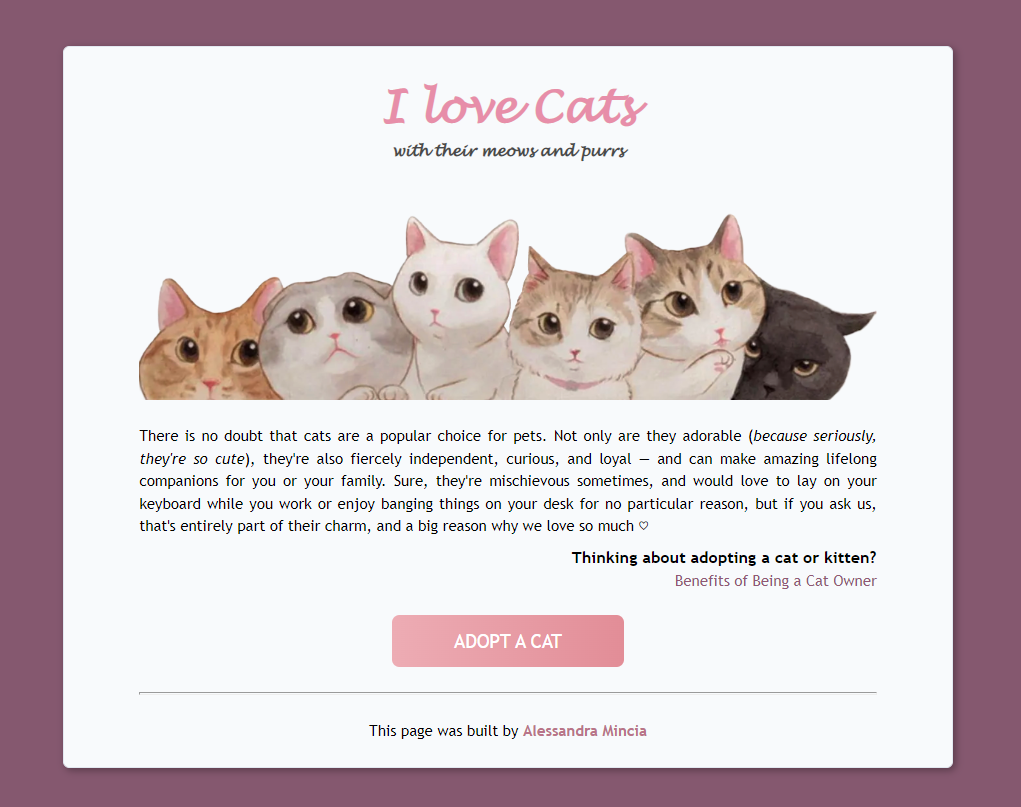 I love Cats
with their meows and purrs
There is no doubt that cats are a popular choice for pets. Not only are they adorable (because seriously,
they're so cute), they're also fiercely independent, curious, and loyal — and can make amazing lifelong
companions for you or your family. Sure, they're mischievous sometimes, and would love to lay on your
keyboard while you work or enjoy banging things on your desk for no particular reason, but if you ask us,
that's entirely part of their charm, and a big reason why we love so much ♡
Thinking about adopting a cat or kitten?
Benefits of Being a Cat Owner
ADOPT A CAT
This page was built by Alessandra Mincia